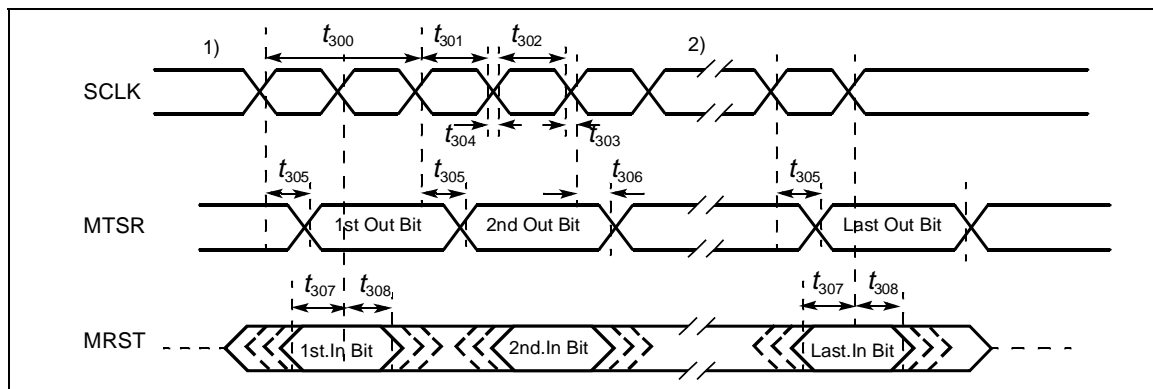 1) t300 t301 t302 2)
SCLK
t304 t303
t305 t305 t306 t305
MTSR 1st Out Bit 2nd Out Bit Last Out Bit
t307 t308 t307 t308
MRST 1st.In Bit 2nd.In Bit Last.In Bit